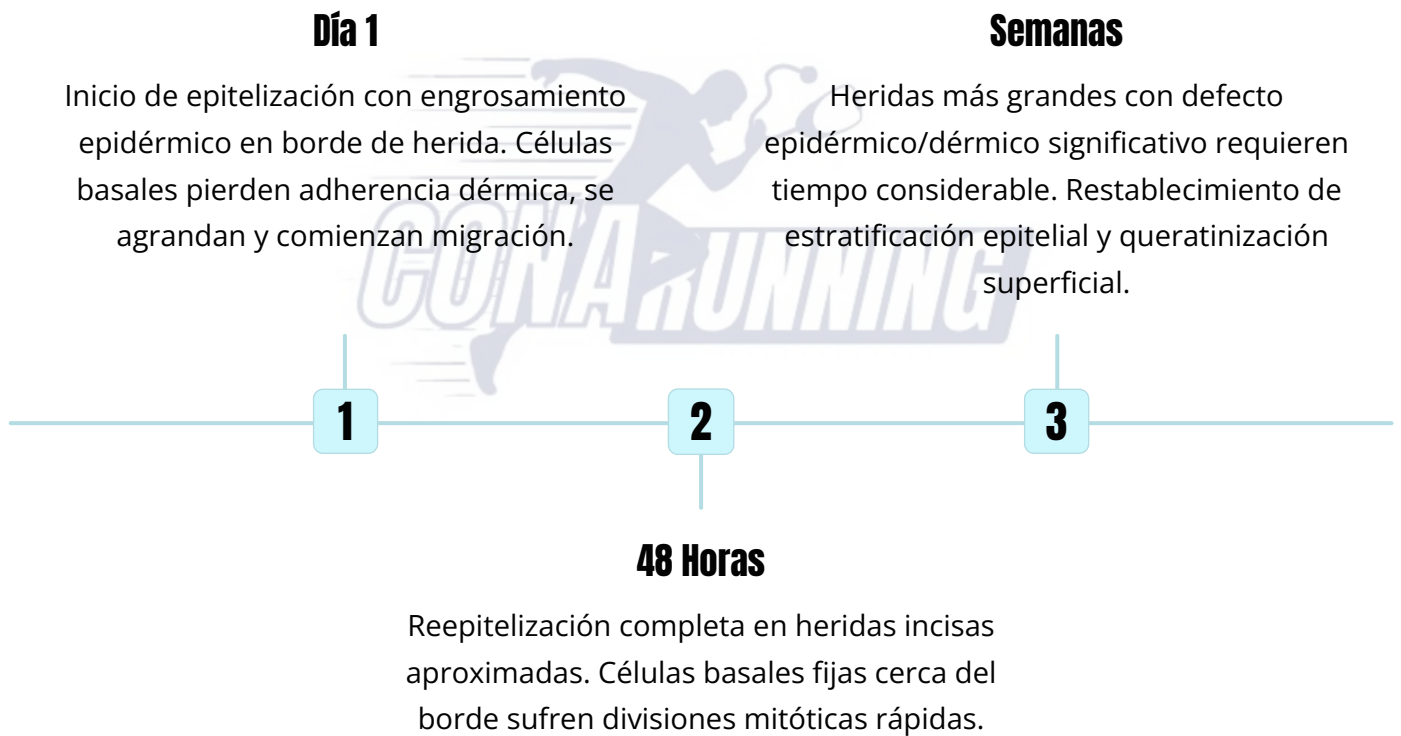 Día 1
Inicio de epitelización con engrosamiento
epidérmico en borde de herida. Células
basales pierden adherencia dérmica, se
agrandan y comienzan migración.
Semanas
Heridas más grandes con defecto
epidérmico/dérmico significativo requieren
tiempo considerable. Restablecimiento de
estratificación epitelial y queratinización
superficial.
CONARUNNING
1
2
3
48 Horas
Reepitelización completa en heridas incisas
aproximadas. Células basales fijas cerca del
borde sufren divisiones mitóticas rápidas.